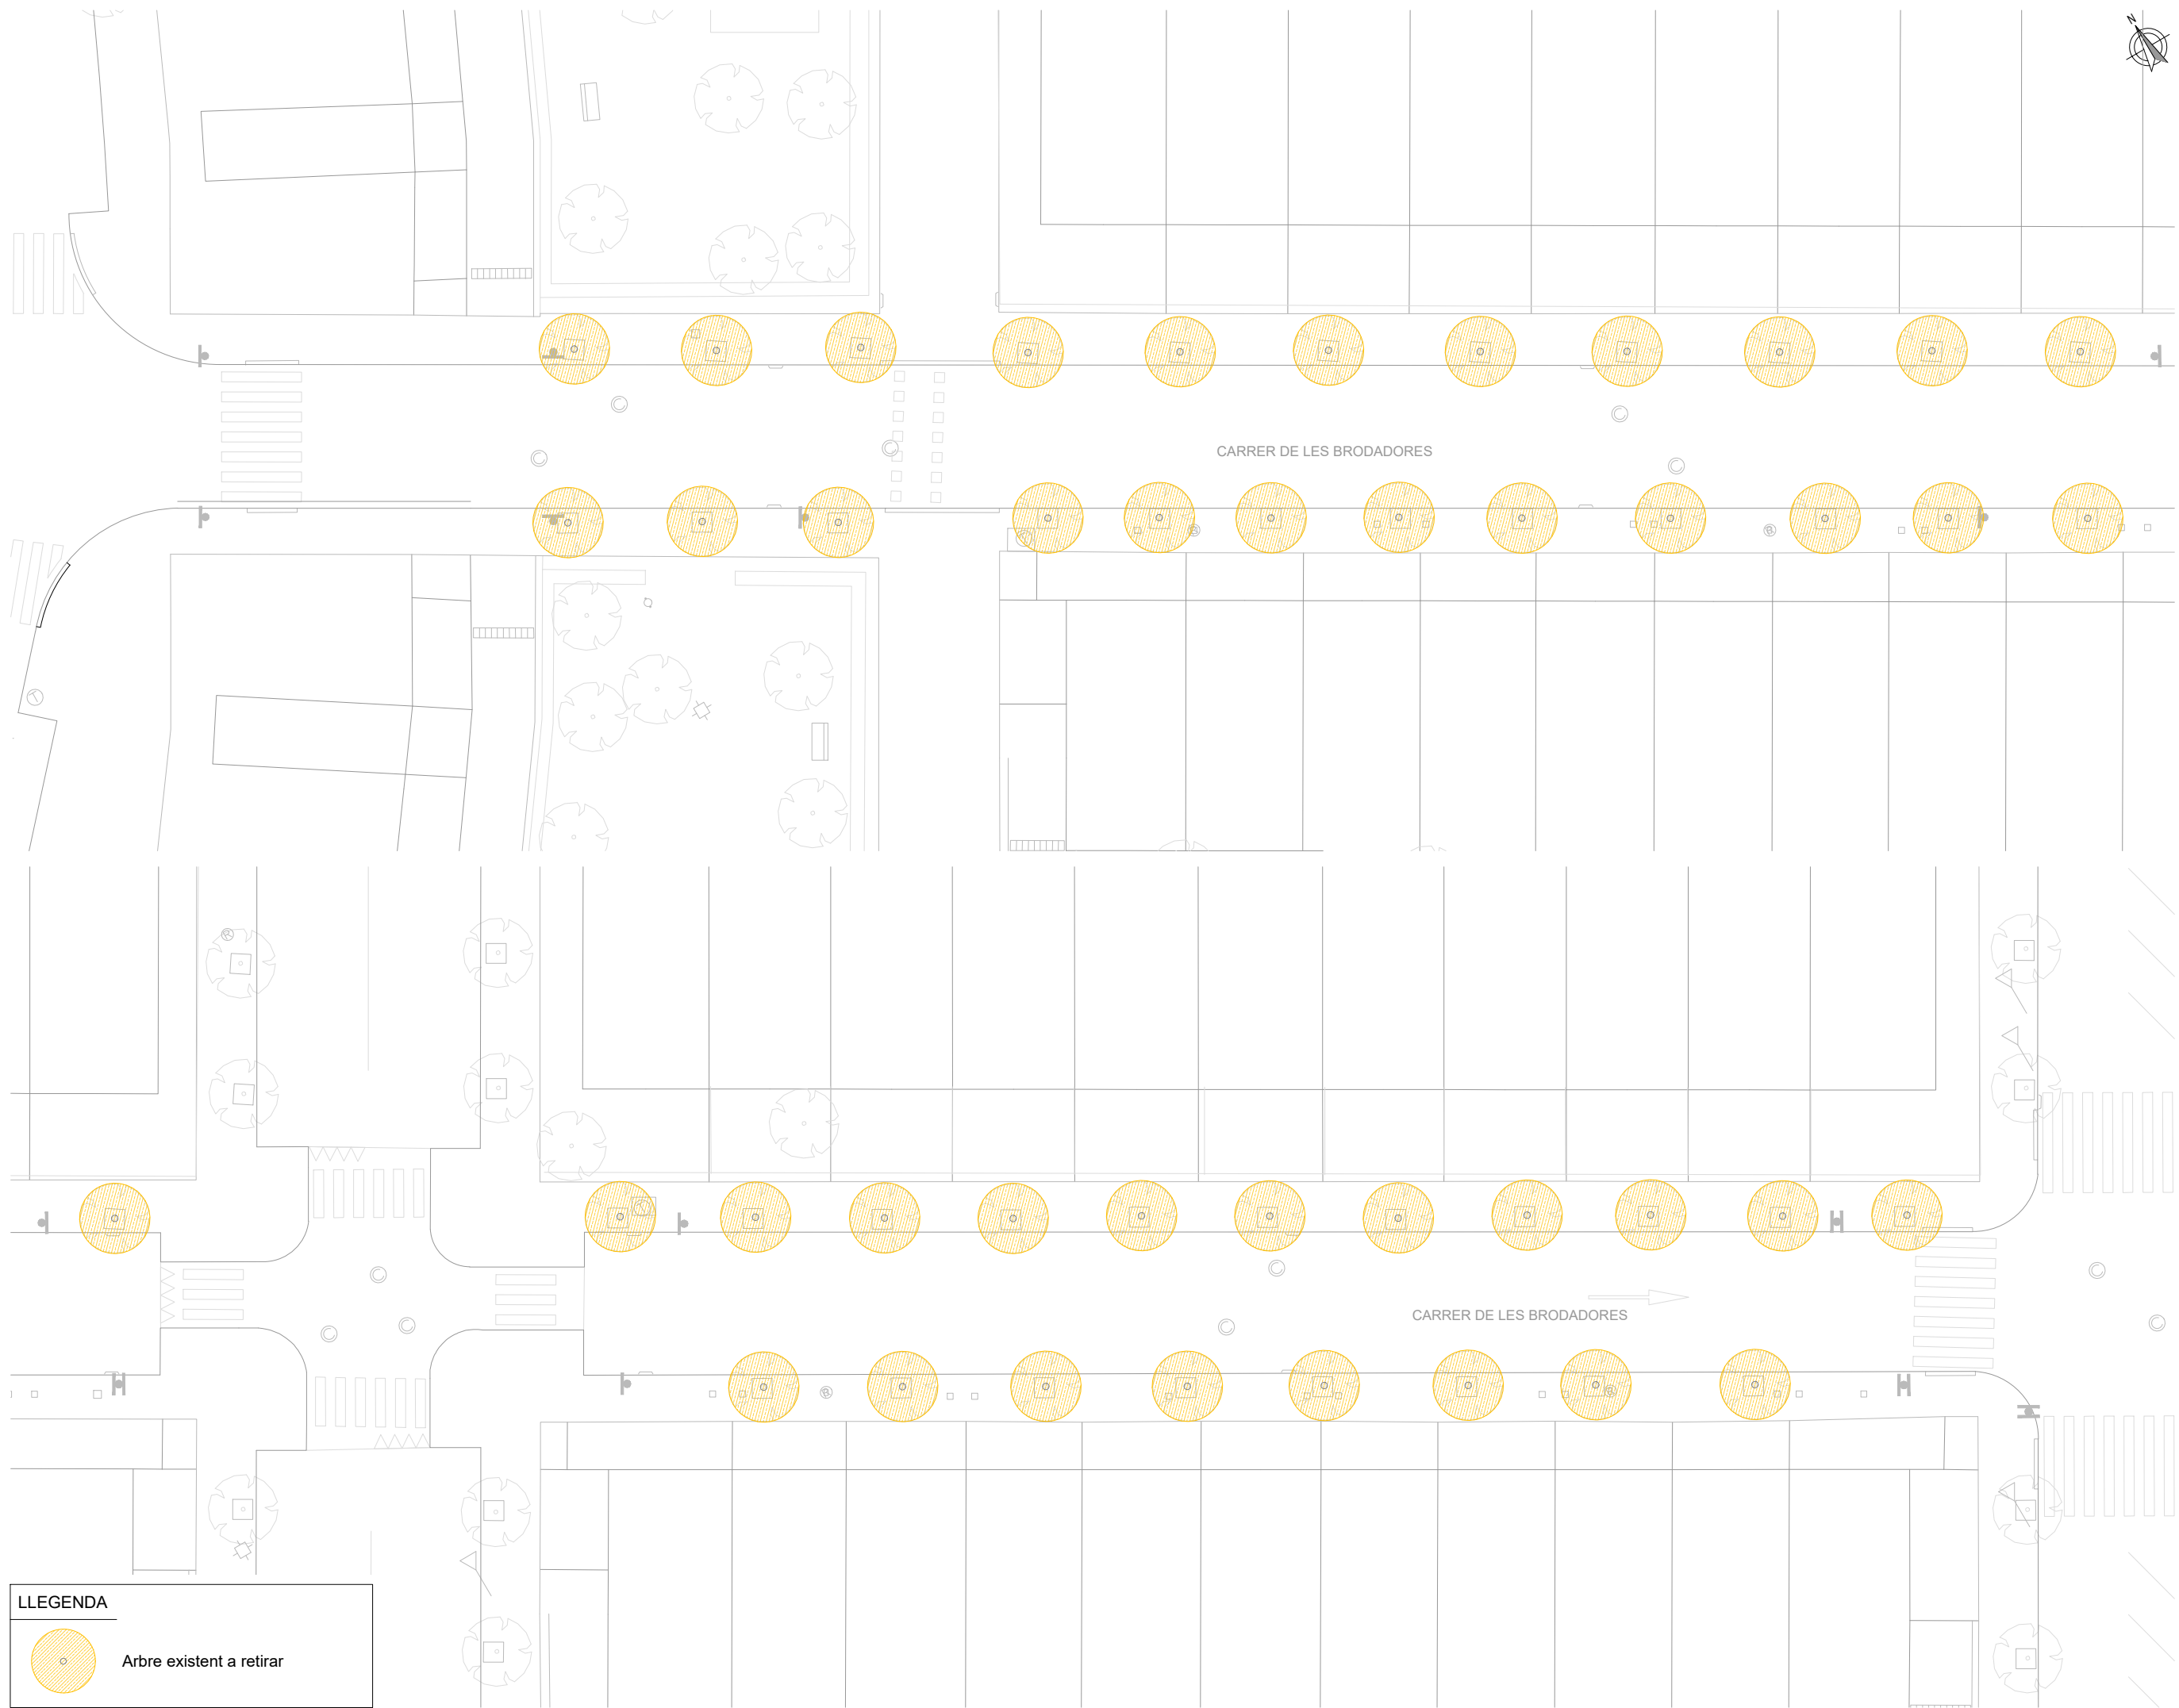 N
CARRER DE LES BRODADORES
CARRER DE LES BRODADORES
LLEGENDA
Arbre existent a retirar